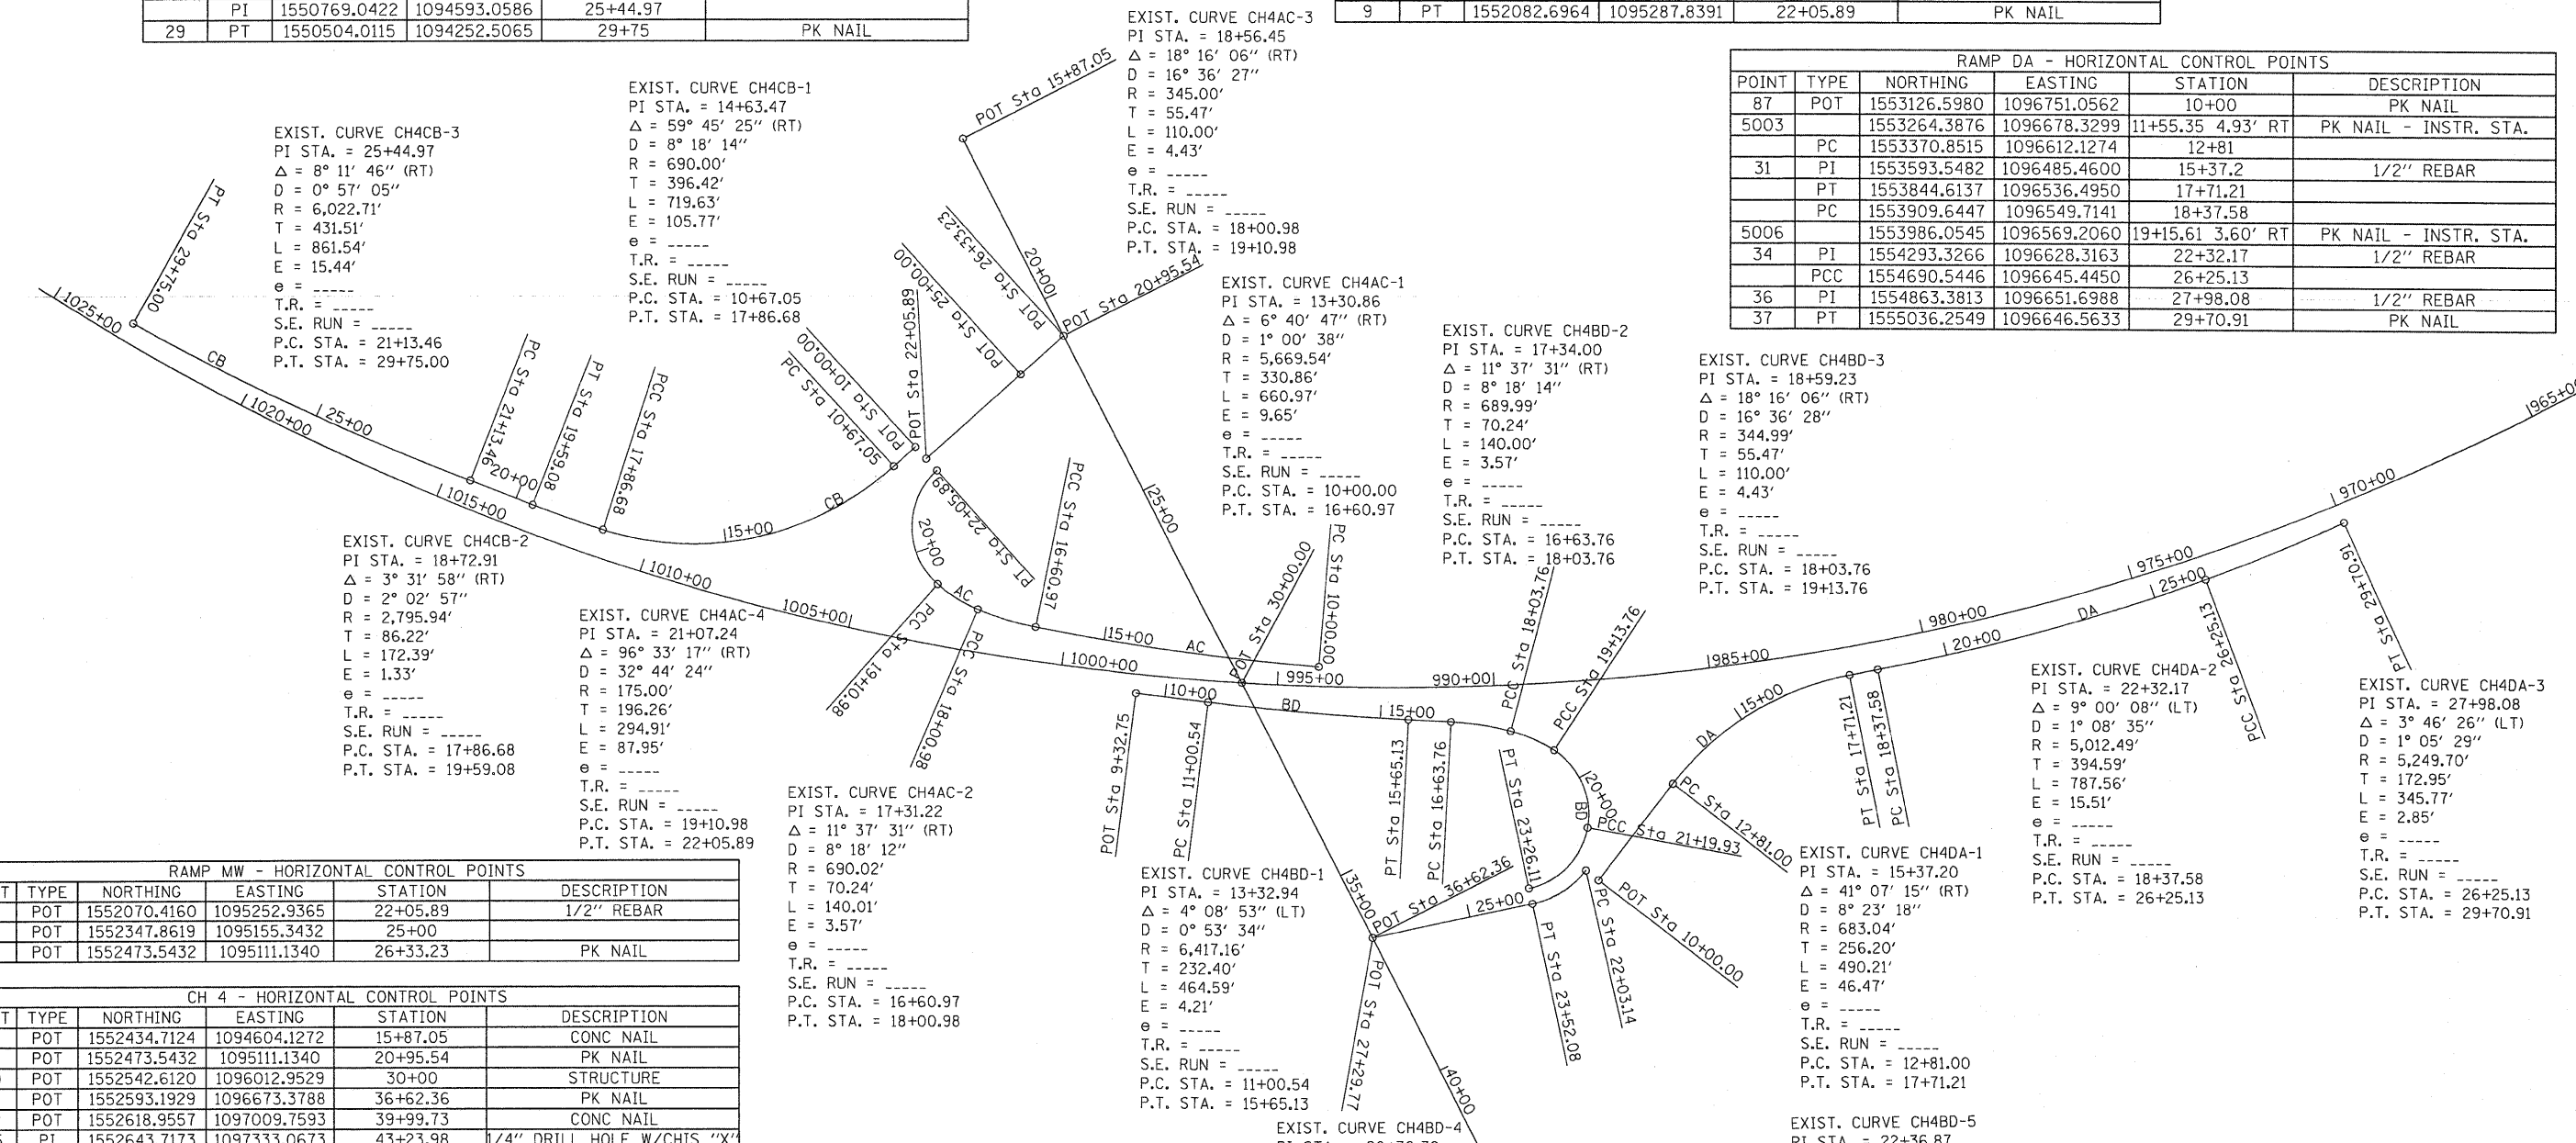 PI 1550769.0422 1094593.0586 25+44.97
29 PT 1550504.0115 1094252.5065 29+75 PK NAIL
9 PT 1552082.6964 1095287.8391 22+05.89 PK NAIL
EXIST. CURVE CH4AC-3
PI STA. = 18+56.45
Δ = 18° 16′ 06″ (RT)
D = 16° 36′ 27″
R = 345.00′
T = 55.47′
L = 110.00′
E = 4.43′
e = _____
T.R. = _____
S.E. RUN = _____
P.C. STA. = 18+00.98
P.T. STA. = 19+10.98
RAMP DA - HORIZONTAL CONTROL POINTS
POINT TYPE NORTHING EASTING STATION DESCRIPTION
87 POT 1553126.5980 1096751.0562 10+00 PK NAIL
5003 1553264.3876 1096678.3299 11+55.35 4.93′ RT PK NAIL - INSTR. STA.
PC 1553370.8515 1096612.1274 12+81
31 PI 1553593.5482 1096485.4600 15+37.2 1/2″ REBAR
PT 1553844.6137 1096536.4950 17+71.21
PC 1553909.6447 1096549.7141 18+37.58
5006 1553986.0545 1096569.2060 19+15.61 3.60′ RT PK NAIL - INSTR. STA.
34 PI 1554293.3266 1096628.3163 22+32.17 1/2″ REBAR
PCC 1554690.5446 1096645.4450 26+25.13
36 PI 1554863.3813 1096651.6988 27+98.08 1/2″ REBAR
37 PT 1555036.2549 1096646.5633 29+70.91 PK NAIL
EXIST. CURVE CH4CB-1
PI STA. = 14+63.47
Δ = 59° 45′ 25″ (RT)
D = 8° 18′ 14″
R = 690.00′
T = 396.42′
L = 719.63′
E = 105.77′
e = _____
T.R. = _____
S.E. RUN = _____
P.C. STA. = 10+67.05
P.T. STA. = 17+86.68
EXIST. CURVE CH4CB-3
PI STA. = 25+44.97
Δ = 8° 11′ 46″ (RT)
D = 0° 57′ 05″
R = 6,022.71′
T = 431.51′
L = 861.54′
E = 15.44′
e = _____
T.R. = _____
S.E. RUN = _____
P.C. STA. = 21+13.46
P.T. STA. = 29+75.00
EXIST. CURVE CH4AC-1
PI STA. = 13+30.86
Δ = 6° 40′ 47″ (RT)
D = 1° 00′ 38″
R = 5,669.54′
T = 330.86′
L = 660.97′
E = 9.65′
e = _____
T.R. = _____
S.E. RUN = _____
P.C. STA. = 10+00.00
P.T. STA. = 16+60.97
EXIST. CURVE CH4BD-2
PI STA. = 17+34.00
Δ = 11° 37′ 31″ (RT)
D = 8° 18′ 14″
R = 689.99′
T = 70.24′
L = 140.00′
E = 3.57′
e = _____
T.R. = _____
S.E. RUN = _____
P.C. STA. = 16+63.76
P.T. STA. = 18+03.76
EXIST. CURVE CH4BD-3
PI STA. = 18+59.23
Δ = 18° 16′ 06″ (RT)
D = 16° 36′ 28″
R = 344.99′
T = 55.47′
L = 110.00′
E = 4.43′
e = _____
T.R. = _____
S.E. RUN = _____
P.C. STA. = 18+03.76
P.T. STA. = 19+13.76
POT Sta 15+87.05
20+00
POT Sta 20+95.54
POT Sta 26+33.23
POT Sta 25+00.00
POT Sta 22+05.89
POT Sta 10+00.00
PC Sta 10+67.05
PT Sta 29+75.00
1025+00
CB
1020+00
25+00
PC Sta 21+13.46
20+00
PT Sta 19+59.08
PCC Sta 17+86.68
1015+00
15+00
CB
1010+00
20+00
PT Sta 22+05.89
AC
PCC Sta 16+60.97
PCC Sta 19+10.98
PCC Sta 18+00.98
1005+00
15+00
AC
1000+00
25+00
POT Sta 30+00.00
PC Sta 10+00.00
995+00
990+00
985+00
980+00
975+00
970+00
965+00
10+00
BD
15+00
POT Sta 9+32.75
PC Sta 11+00.54
PT Sta 15+65.13
PC Sta 16+63.76
PCC Sta 18+03.76
PCC Sta 19+13.76
20+00
BD
PCC Sta 21+19.93
PT Sta 23+26.11
25+00
POT Sta 36+62.36
35+00
POT Sta 27+29.77
PT Sta 23+52.08
PC Sta 22+03.14
POT Sta 10+00.00
PC Sta 12+81.00
DA
15+00
PT Sta 17+71.21
PC Sta 18+37.58
20+00
DA
25+00
PCC Sta 26+25.13
PT Sta 29+70.91
40+00
EXIST. CURVE CH4CB-2
PI STA. = 18+72.91
Δ = 3° 31′ 58″ (RT)
D = 2° 02′ 57″
R = 2,795.94′
T = 86.22′
L = 172.39′
E = 1.33′
e = _____
T.R. = _____
S.E. RUN = _____
P.C. STA. = 17+86.68
P.T. STA. = 19+59.08
EXIST. CURVE CH4AC-4
PI STA. = 21+07.24
Δ = 96° 33′ 17″ (RT)
D = 32° 44′ 24″
R = 175.00′
T = 196.26′
L = 294.91′
E = 87.95′
e = _____
T.R. = _____
S.E. RUN = _____
P.C. STA. = 19+10.98
P.T. STA. = 22+05.89
EXIST. CURVE CH4AC-2
PI STA. = 17+31.22
Δ = 11° 37′ 31″ (RT)
D = 8° 18′ 12″
R = 690.02′
T = 70.24′
L = 140.01′
E = 3.57′
e = _____
T.R. = _____
S.E. RUN = _____
P.C. STA. = 16+60.97
P.T. STA. = 18+00.98
EXIST. CURVE CH4BD-1
PI STA. = 13+32.94
Δ = 4° 08′ 53″ (LT)
D = 0° 53′ 34″
R = 6,417.16′
T = 232.40′
L = 464.59′
E = 4.21′
e = _____
T.R. = _____
S.E. RUN = _____
P.C. STA. = 11+00.54
P.T. STA. = 15+65.13
EXIST. CURVE CH4DA-1
PI STA. = 15+37.20
Δ = 41° 07′ 15″ (RT)
D = 8° 23′ 18″
R = 683.04′
T = 256.20′
L = 490.21′
E = 46.47′
e = _____
T.R. = _____
S.E. RUN = _____
P.C. STA. = 12+81.00
P.T. STA. = 17+71.21
EXIST. CURVE CH4DA-2
PI STA. = 22+32.17
Δ = 9° 00′ 08″ (LT)
D = 1° 08′ 35″
R = 5,012.49′
T = 394.59′
L = 787.56′
E = 15.51′
e = _____
T.R. = _____
S.E. RUN = _____
P.C. STA. = 18+37.58
P.T. STA. = 26+25.13
EXIST. CURVE CH4DA-3
PI STA. = 27+98.08
Δ = 3° 46′ 26″ (LT)
D = 1° 05′ 29″
R = 5,249.70′
T = 172.95′
L = 345.77′
E = 2.85′
e = _____
T.R. = _____
S.E. RUN = _____
P.C. STA. = 26+25.13
P.T. STA. = 29+70.91
RAMP MW - HORIZONTAL CONTROL POINTS
T TYPE NORTHING EASTING STATION DESCRIPTION
POT 1552070.4160 1095252.9365 22+05.89 1/2″ REBAR
POT 1552347.8619 1095155.3432 25+00
POT 1552473.5432 1095111.1340 26+33.23 PK NAIL
CH 4 - HORIZONTAL CONTROL POINTS
T TYPE NORTHING EASTING STATION DESCRIPTION
POT 1552434.7124 1094604.1272 15+87.05 CONC NAIL
POT 1552473.5432 1095111.1340 20+95.54 PK NAIL
POT 1552542.6120 1096012.9529 30+00 STRUCTURE
POT 1552593.1929 1096673.3788 36+62.36 PK NAIL
POT 1552618.9557 1097009.7593 39+99.73 CONC NAIL
PI 1552643.7173 1097333.0673 43+23.98 1/4″ DRILL HOLE W/CHIS "X"
EXIST. CURVE CH4BD-4
EXIST. CURVE CH4BD-5
PI STA. = 22+36.87